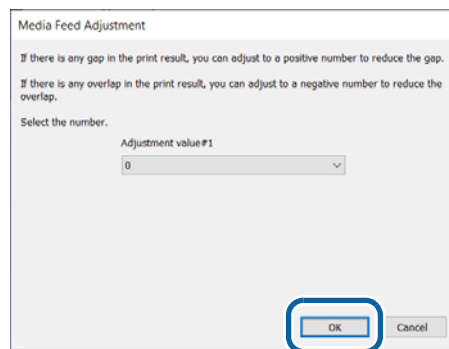 Media Feed Adjustment
If there is any gap in the print result, you can adjust to a positive number to reduce the gap.
If there is any overlap in the print result, you can adjust to a negative number to reduce the
overlap.
Select the number.
Adjustment value#1
0
OK
Cancel